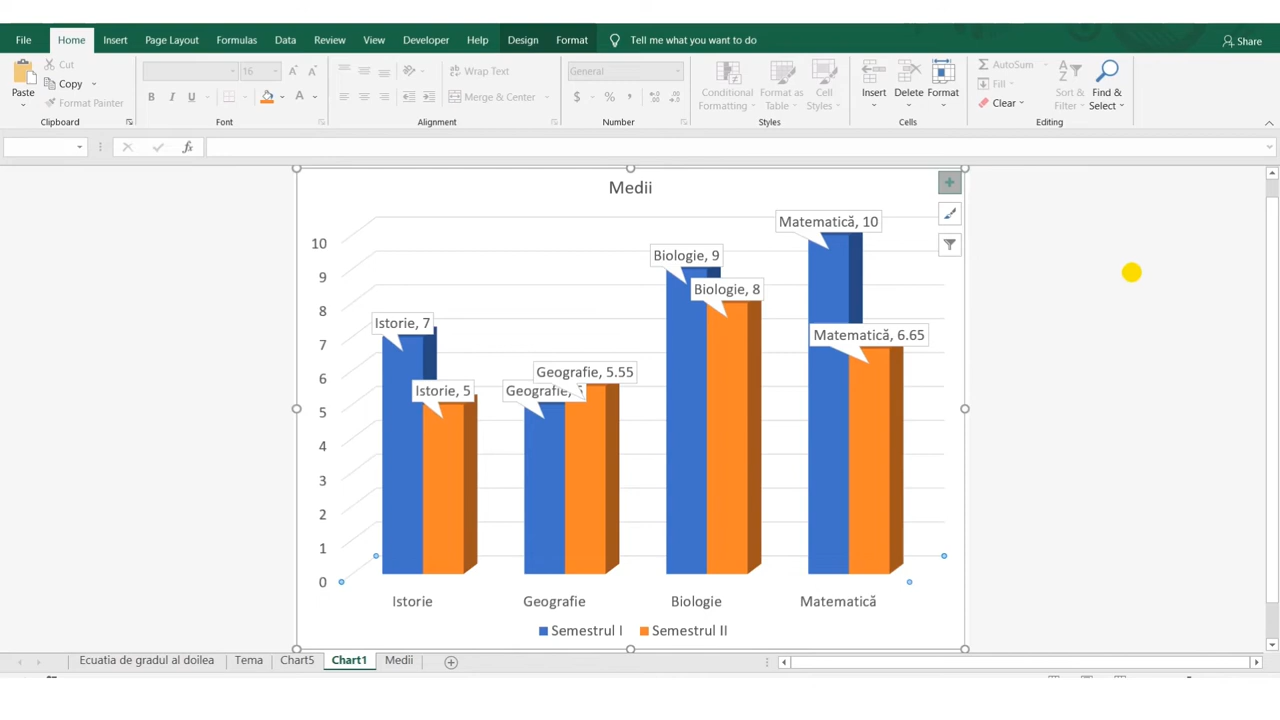 File Home Insert Page Layout Formulas Data Review View Developer Help Design Format Tell me what you want to do Share
Cut
Copy
Format Painter
Paste
16
B I U
A
Wrap Text
Merge & Center
General
$ % ,
Conditional Formatting
Format as Table
Cell Styles
Insert
Delete
Format
AutoSum
Fill
Clear
Sort & Filter
Find & Select
Clipboard Font Alignment Number Styles Cells Editing
fx
Medii
10
9
8
7
6
5
4
3
2
1
0
Istorie, 7
Istorie, 5
Geografie, 5
Geografie, 5.55
Biologie, 9
Biologie, 8
Matematică, 10
Matematică, 6.65
Istorie Geografie Biologie Matematică
Semestrul I Semestrul II
Ecuatia de gradul al doilea Tema Chart5 Chart1 Medii